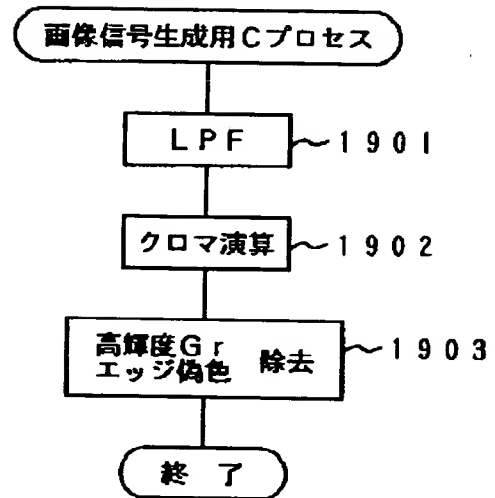 画像信号生成用Cプロセス
LPF
1901
クロマ演算
1902
高輝度Gr
エッジ偽色 除去
1903
終了